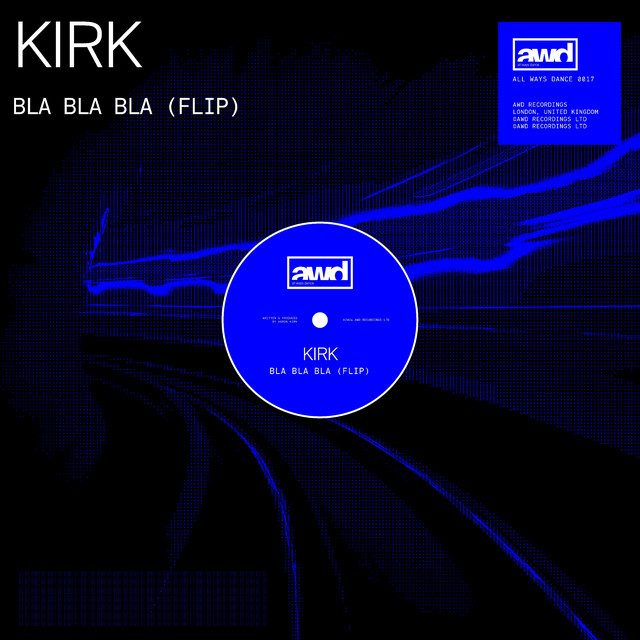 KIRK
BLA BLA BLA (FLIP)
awd
ALL WAYS DANCE 0017
AWD RECORDINGS
LONDON, UNITED KINGDOM
@AWD RECORDINGS LTD
@AWD RECORDINGS LTD
awd
KIRK
BLA BLA BLA (FLIP)